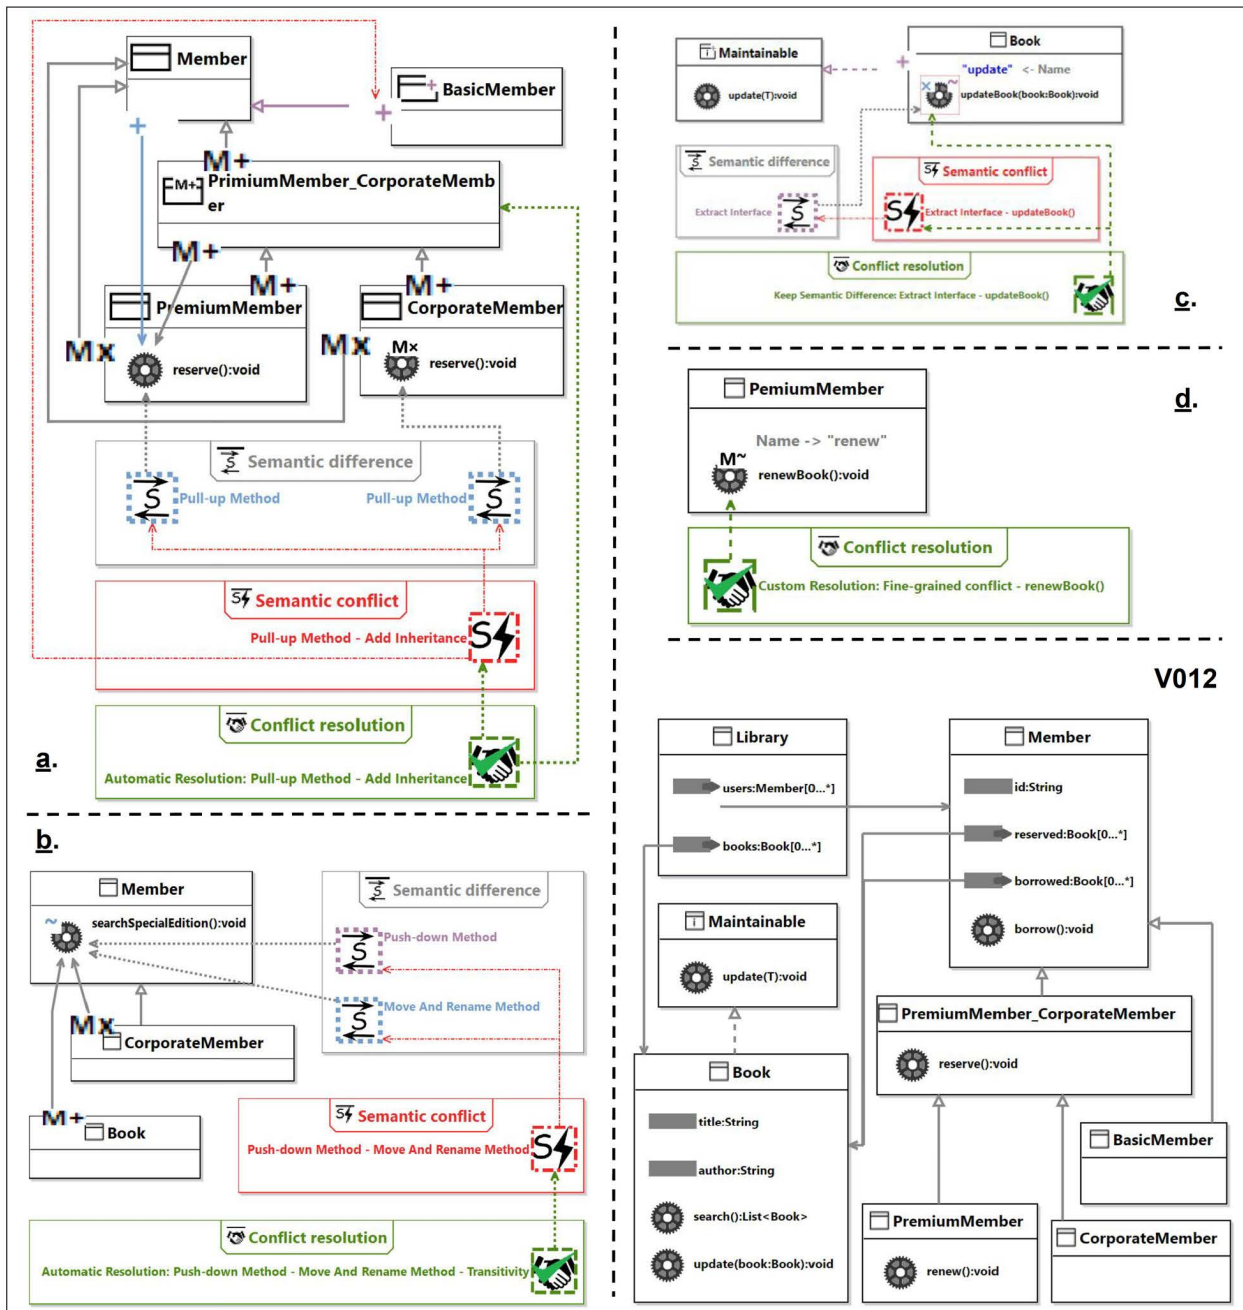 Member
BasicMember
+
+
M+
PrimiumMember_CorporateMemb
er
M+
M+
M+
PremiumMember
CorporateMember
Mx
reserve():void
Mx
M×
reserve():void
Semantic difference
S
Pull-up Method
Pull-up Method
S
S Semantic conflict
Pull-up Method - Add Inheritance
S
Conflict resolution
Automatic Resolution: Pull-up Method - Add Inheritance
a.
b.
Member
~
searchSpecialEdition():void
Mx
CorporateMember
M+
Book
Semantic difference
S
Push-down Method
S
Move And Rename Method
S Semantic conflict
Push-down Method - Move And Rename Method
S
Conflict resolution
Automatic Resolution: Push-down Method - Move And Rename Method - Transitivity
Maintainable
update(T):void
+
Book
"update" <- Name
× ~
updateBook(book:Book):void
Semantic difference
Extract Interface
S
S Semantic conflict
S
Extract Interface - updateBook()
Conflict resolution
Keep Semantic Difference: Extract Interface - updateBook()
c.
PemiumMember
Name -> "renew"
M~
renewBook():void
Conflict resolution
Custom Resolution: Fine-grained conflict - renewBook()
d.
V012
Library
users:Member[0...*]
books:Book[0...*]
Member
id:String
reserved:Book[0...*]
borrowed:Book[0...*]
borrow():void
Maintainable
update(T):void
PremiumMember_CorporateMember
reserve():void
Book
title:String
author:String
search():List<Book>
update(book:Book):void
BasicMember
PremiumMember
renew():void
CorporateMember